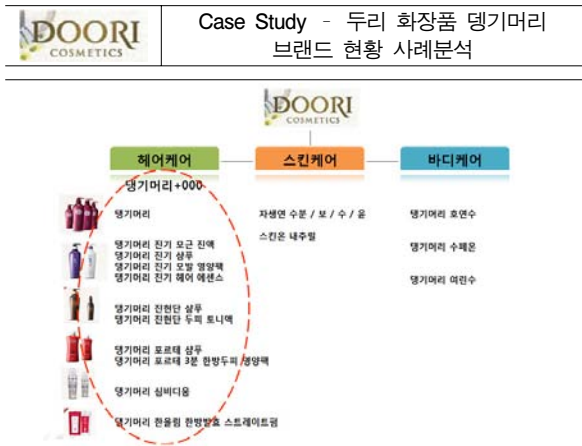 DOORI
COSMETICS
Case Study - 두리 화장품 뎅기머리
브랜드 현황 사례분석
DOORI
COSMETICS
헤어케어
스킨케어
바디케어
댕기머리+000
댕기머리
자생연 수분 / 보 / 수 / 윤
댕기머리 호연수
스킨온 내추럴
댕기머리 진기 모근 진액
댕기머리 진기 샴푸
댕기머리 진기 모발 영양팩
댕기머리 진기 헤어 에센스
댕기머리 수페몬
댕기머리 여린수
댕기머리 진현단 샴푸
댕기머리 진현단 두피 토니액
댕기머리 포르테 샴푸
댕기머리 포르테 3분 한방두피 영양팩
댕기머리 심비디움
댕기머리 한올림 한방발효 스트레이트펌